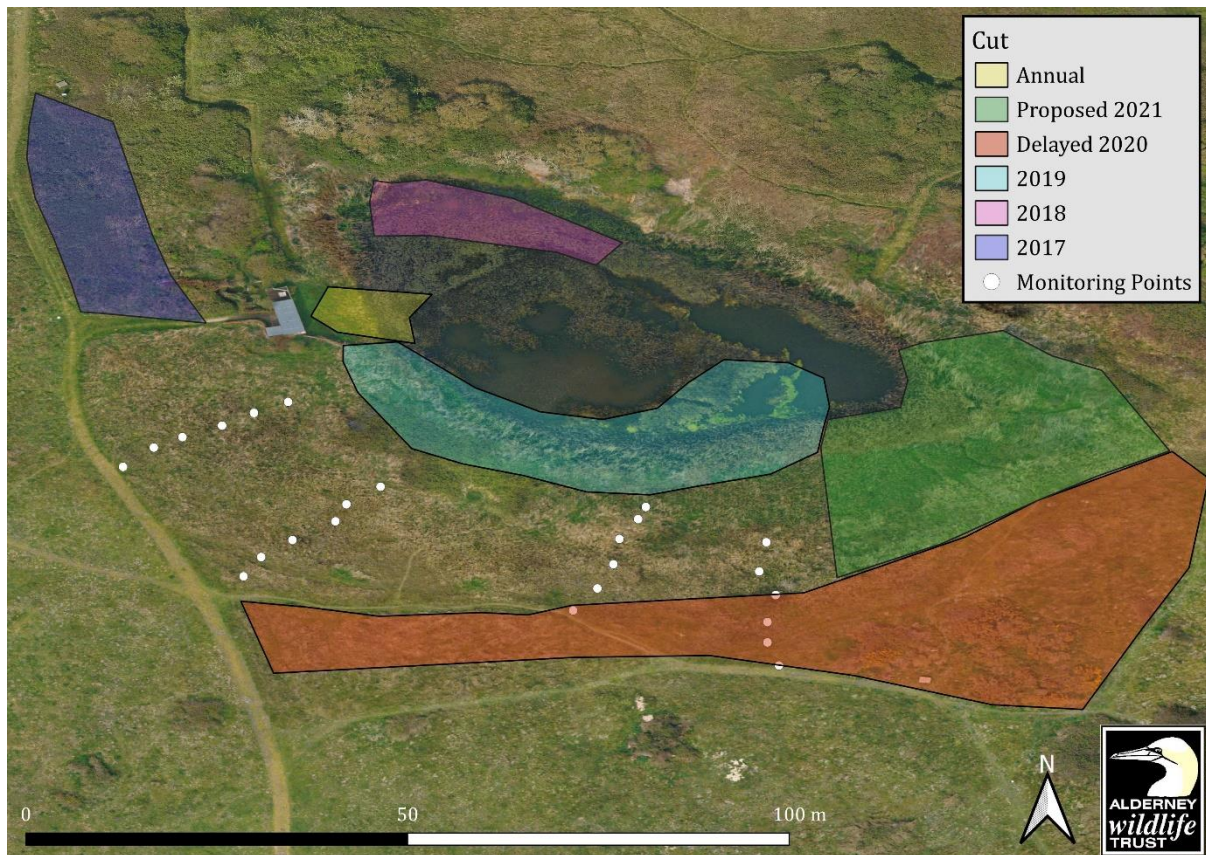 Cut
Annual
Proposed 2021
Delayed 2020
2019
2018
2017
Monitoring Points
N
0 50 100 m
ALDERNEY
wildlife
TRUST